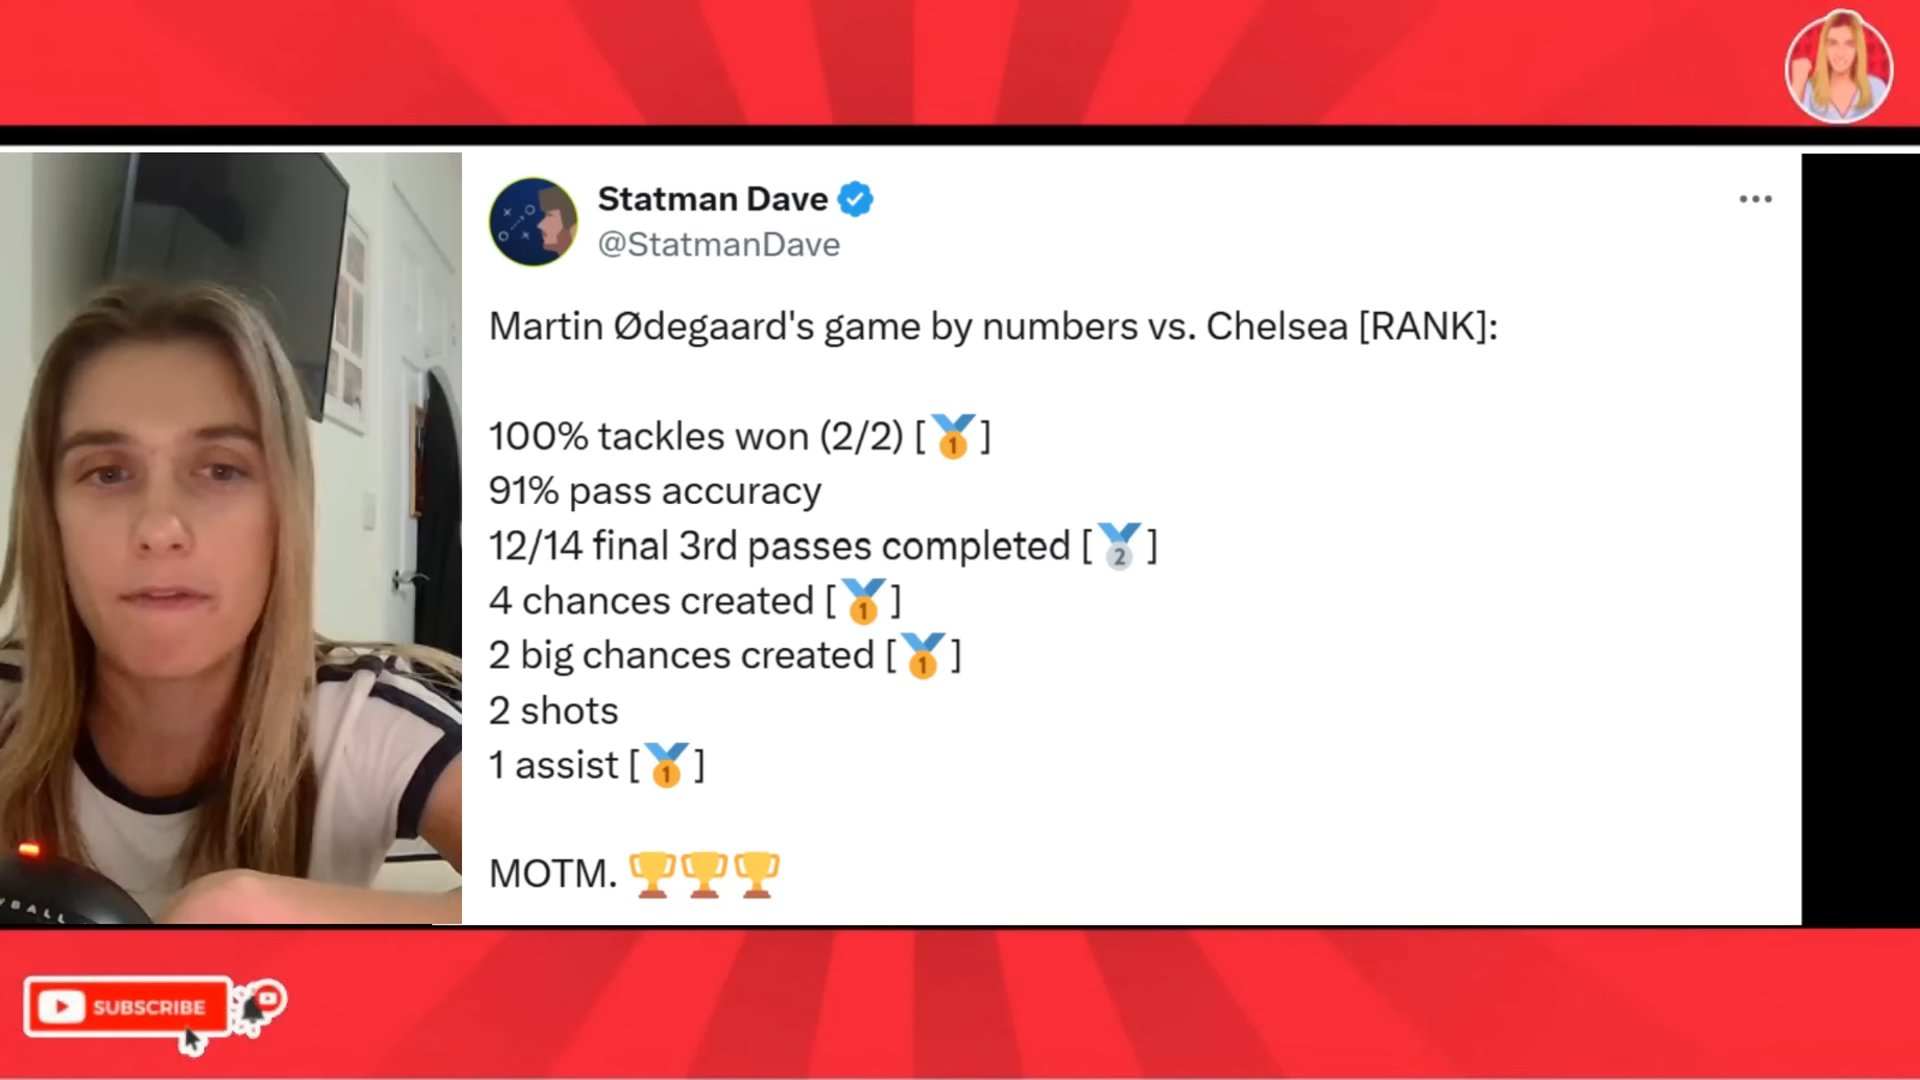 Statman Dave
@StatmanDave
Martin Ødegaard's game by numbers vs. Chelsea [RANK]:
100% tackles won (2/2) [🥇]
91% pass accuracy
12/14 final 3rd passes completed [🥈]
4 chances created [🥇]
2 big chances created [🥇]
2 shots
1 assist [🥇]
MOTM. 🏆🏆🏆
SUBSCRIBE